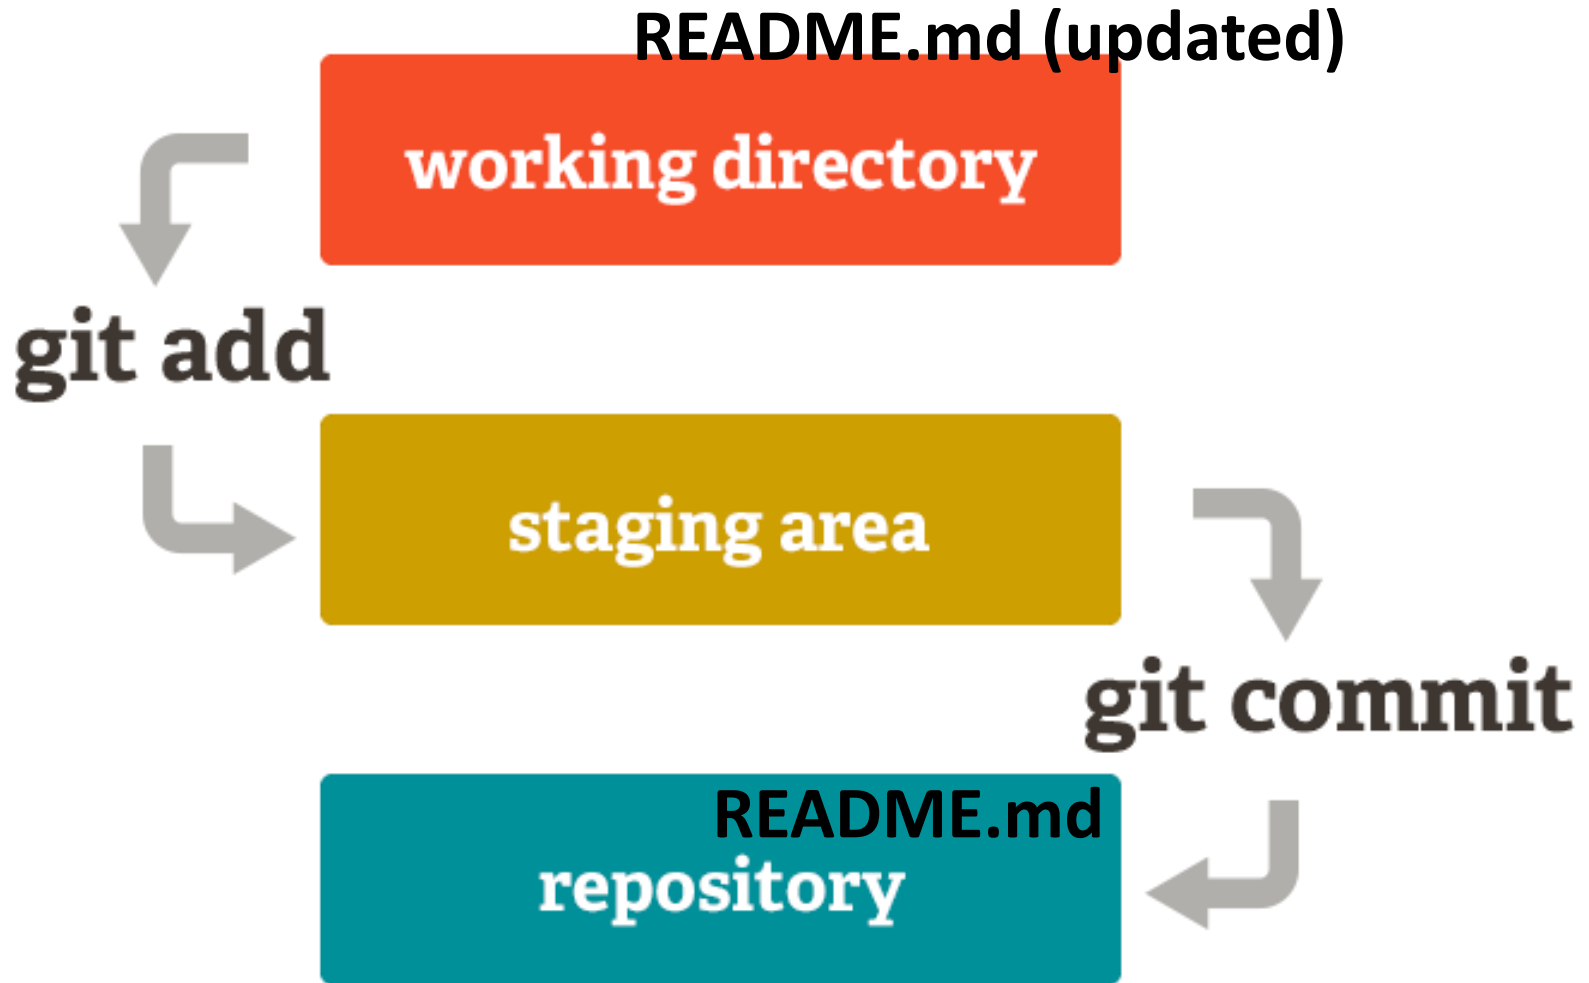 README.md (updated)
working directory
git add
staging area
git commit
README.md
repository